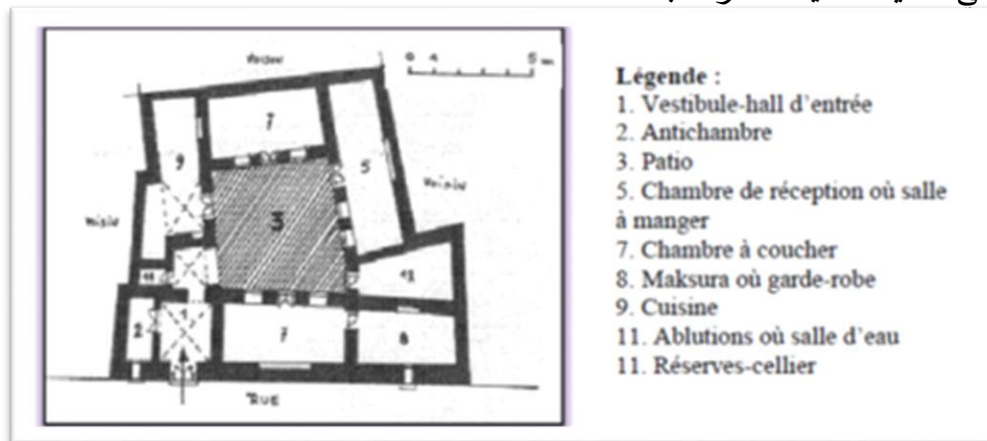 Voisin
0 1 5 m
7
9
5
Voisin
Voisin
3
11
11
2
1
7
8
RUE
Légende :
1. Vestibule-hall d'entrée
2. Antichambre
3. Patio
5. Chambre de réception où salle
à manger
7. Chambre à coucher
8. Maksura où garde-robe
9. Cuisine
11. Ablutions où salle d'eau
11. Réserves-cellier